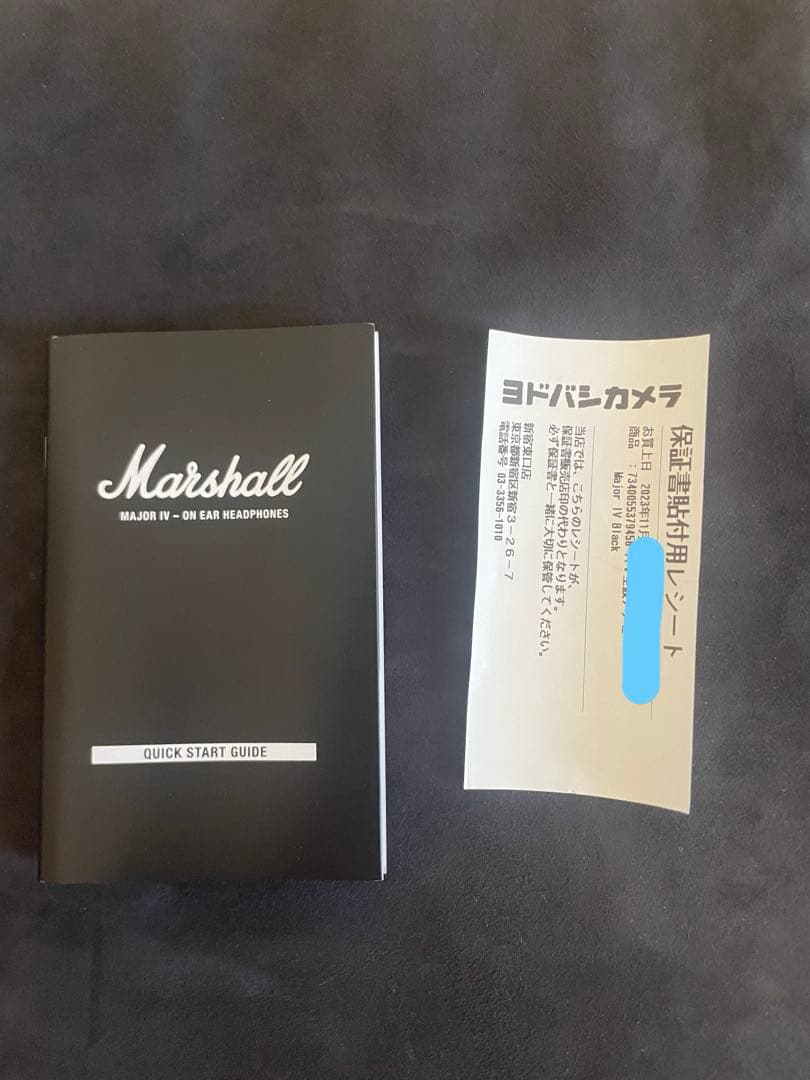 Marshall
MAJOR IV – ON EAR HEADPHONES
QUICK START GUIDE
ヨドバシカメラ
保証書貼付用レシート
お買上日 2023年11月
商品 :7340055379458
Major IV Black
当店では、こちらのレシートが、
保証書販売店印の代わりとなります。
必ず保証書と一緒に大切に保管してください。
新宿東口店
東京都新宿区新宿3-26-7
電話番号 03-3356-1010